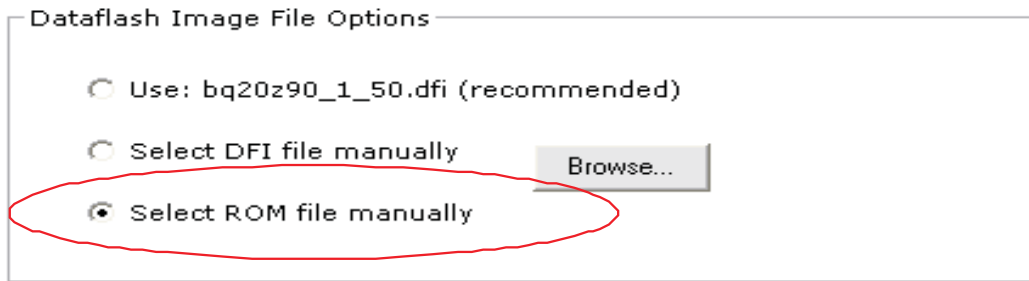 Dataflash Image File Options
Use: bq20z90_1_50.dfi (recommended)
Select DFI file manually
Browse...
Select ROM file manually